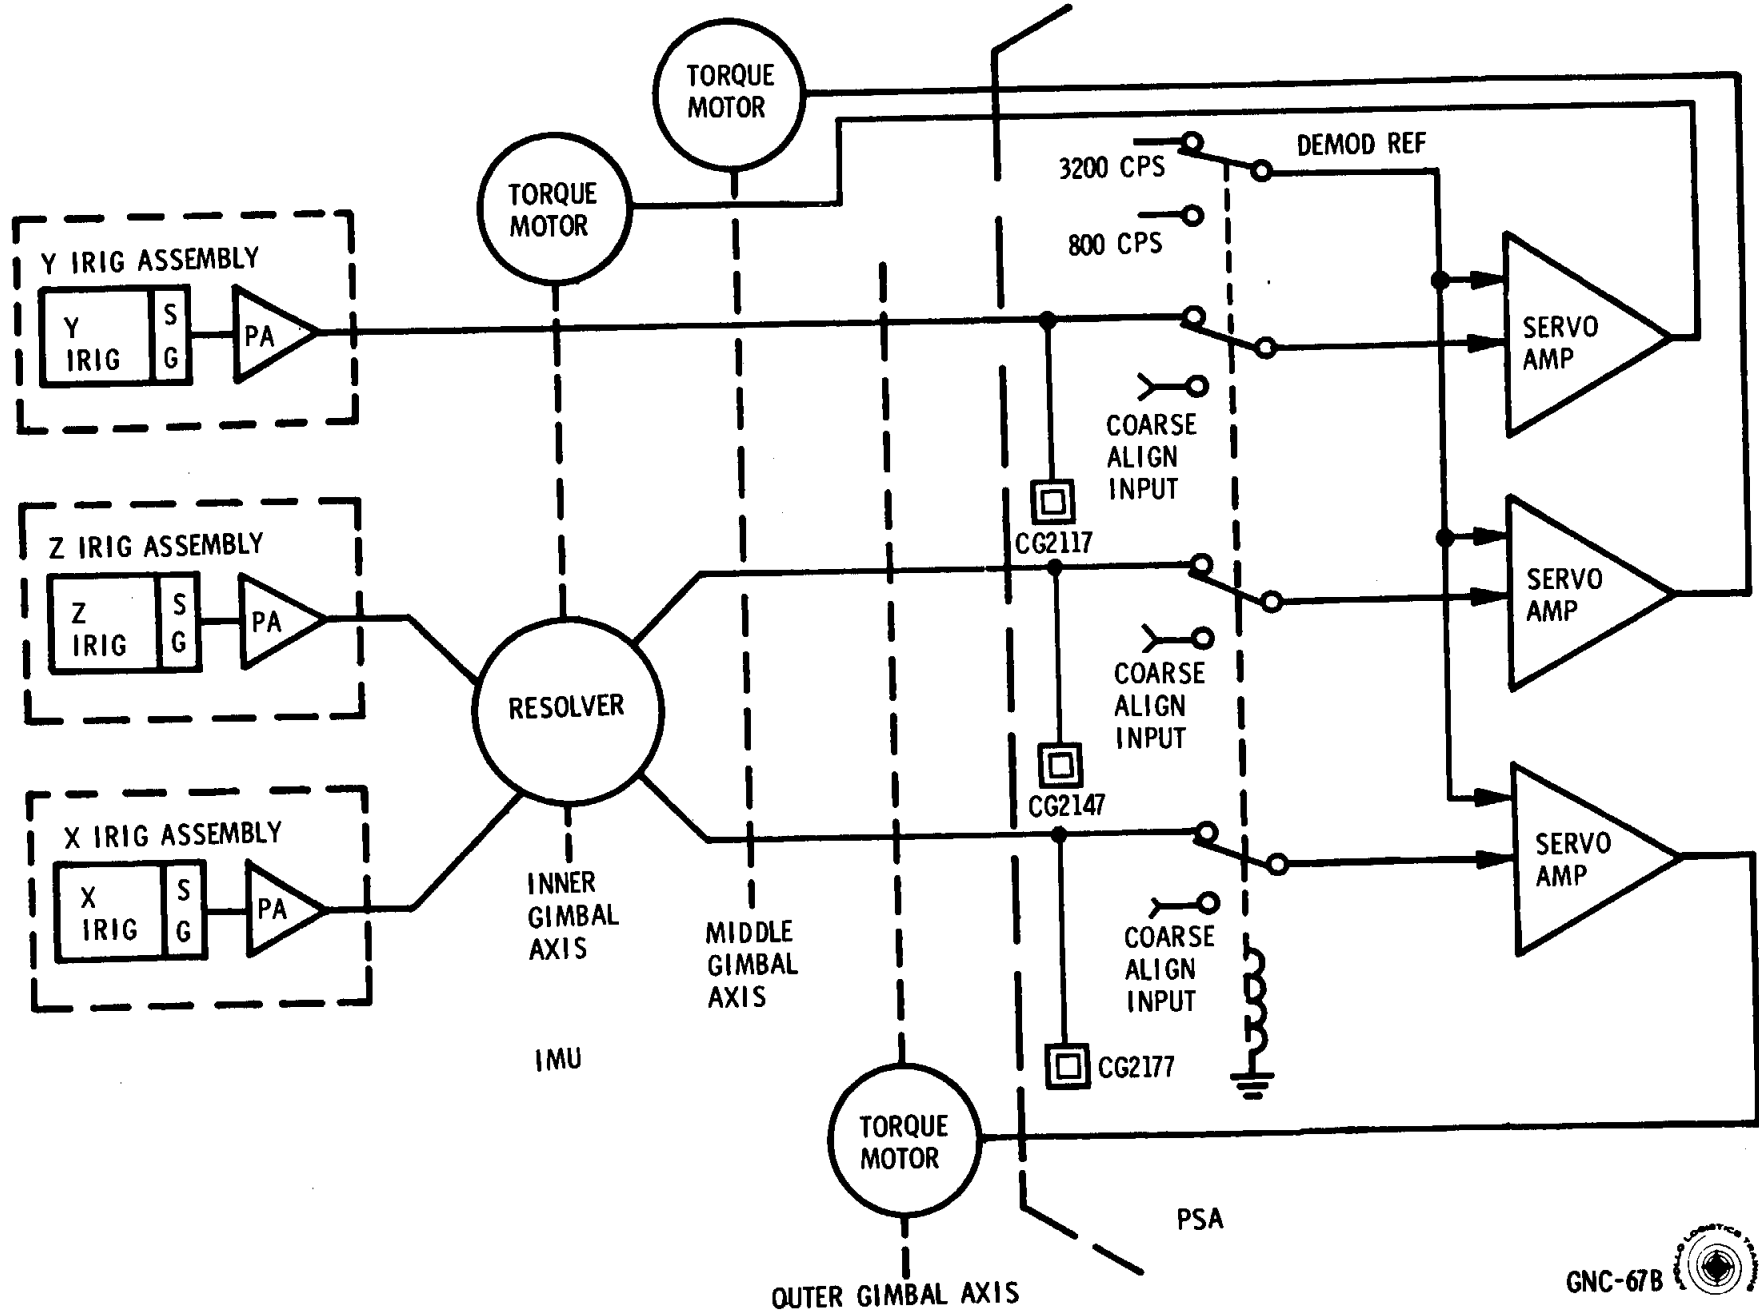 TORQUE
MOTOR
TORQUE
MOTOR
DEMOD REF
3200 CPS
800 CPS
Y IRIG ASSEMBLY
Y
IRIG
S
G
PA
SERVO
AMP
COARSE
ALIGN
INPUT
CG2117
Z IRIG ASSEMBLY
Z
IRIG
S
G
PA
RESOLVER
SERVO
AMP
COARSE
ALIGN
INPUT
CG2147
X IRIG ASSEMBLY
X
IRIG
S
G
PA
SERVO
AMP
INNER
GIMBAL
AXIS
MIDDLE
GIMBAL
AXIS
COARSE
ALIGN
INPUT
IMU
CG2177
TORQUE
MOTOR
PSA
OUTER GIMBAL AXIS
GNC-67B
LOGISTICS